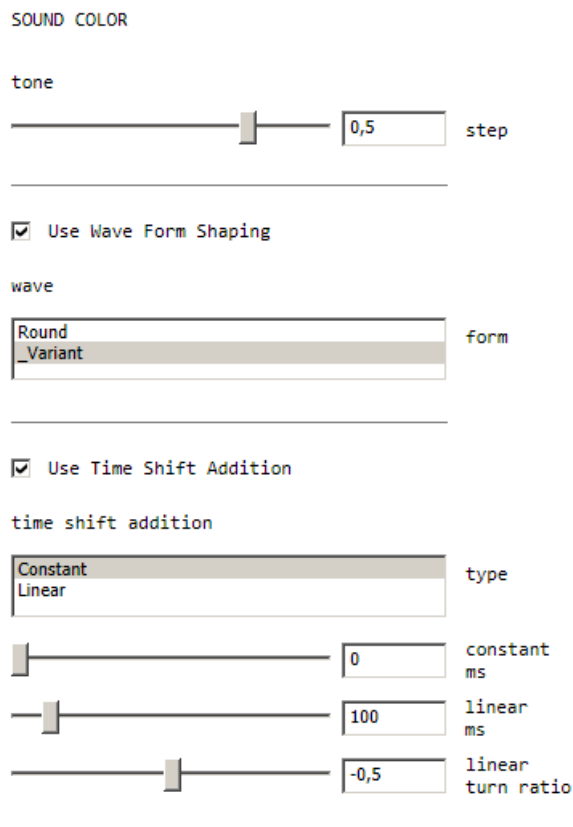 SOUND COLOR
tone
0,5 step
Use Wave Form Shaping
wave
Round
_Variant
form
Use Time Shift Addition
time shift addition
Constant
Linear
type
0 constant
ms
100 linear
ms
-0,5 linear
turn ratio